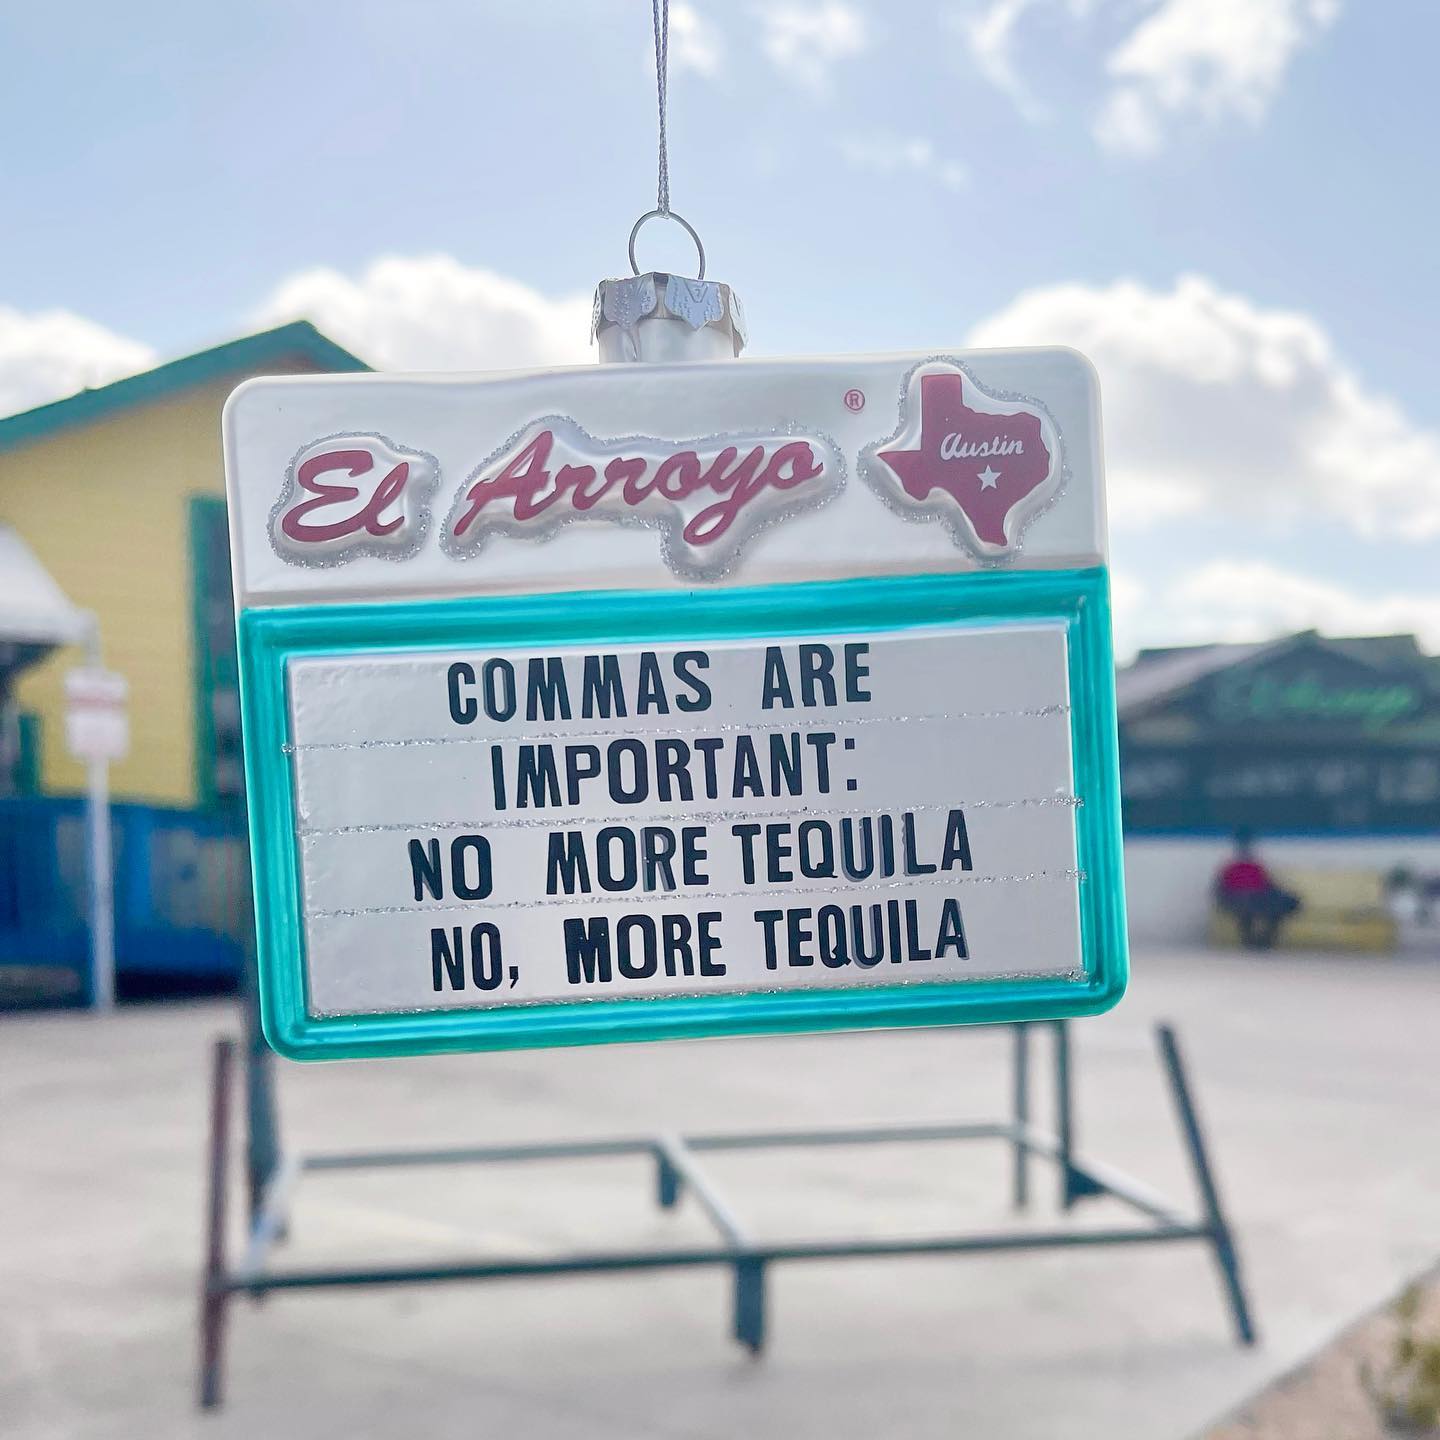 El Arroyo ®
Austin
COMMAS ARE
IMPORTANT:
NO MORE TEQUILA
NO, MORE TEQUILA